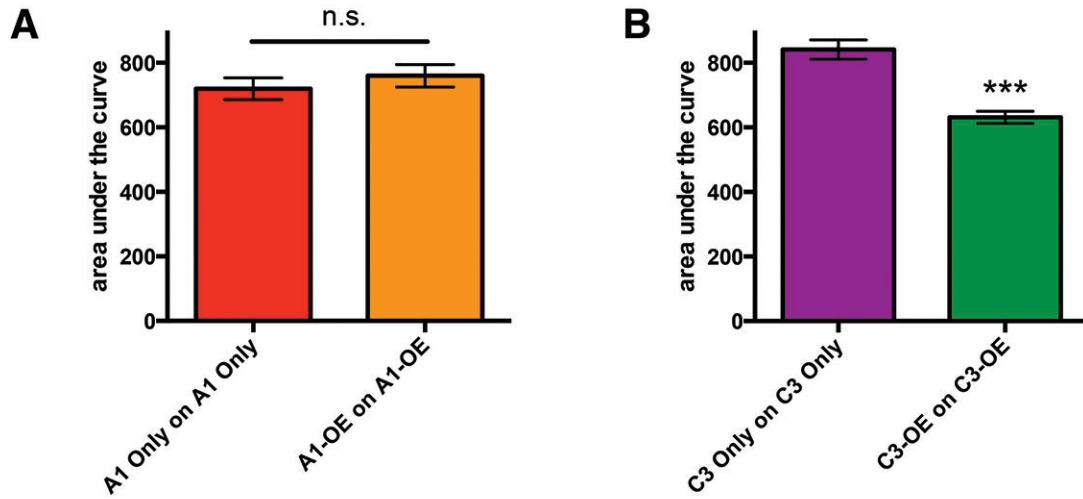 A
n.s.
area under the curve
800
600
400
200
0
A1 Only on A1 Only
A1-OE on A1-OE
B
***
area under the curve
800
600
400
200
0
C3 Only on C3 Only
C3-OE on C3-OE